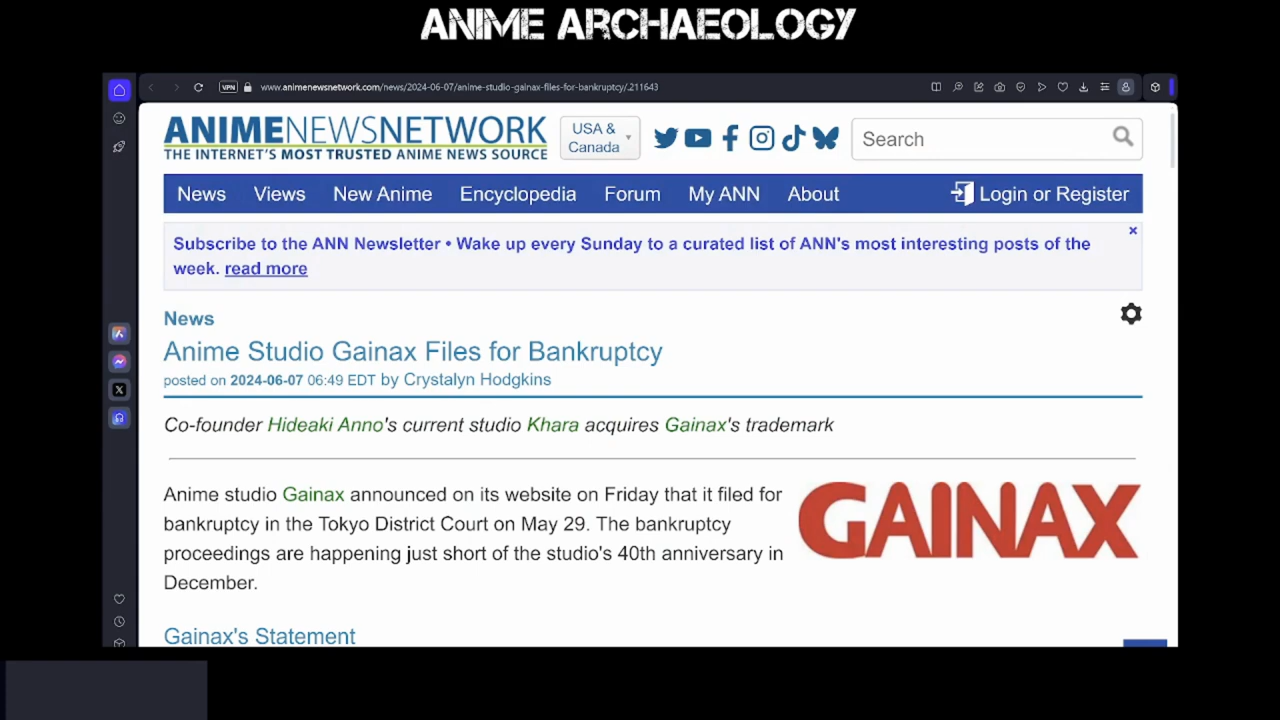 ANIME ARCHAEOLOGY
VPN www.animenewsnetwork.com/news/2024-06-07/anime-studio-gainax-files-for-bankruptcy/.211643
ANIMENEWSNETWORK
THE INTERNET'S MOST TRUSTED ANIME NEWS SOURCE
USA &
Canada
Search
News Views New Anime Encyclopedia Forum My ANN About Login or Register
Subscribe to the ANN Newsletter • Wake up every Sunday to a curated list of ANN's most interesting posts of the
week. read more
News
Anime Studio Gainax Files for Bankruptcy
posted on 2024-06-07 06:49 EDT by Crystalyn Hodgkins
Co-founder Hideaki Anno's current studio Khara acquires Gainax's trademark
Anime studio Gainax announced on its website on Friday that it filed for
bankruptcy in the Tokyo District Court on May 29. The bankruptcy
proceedings are happening just short of the studio's 40th anniversary in
December.
GAINAX
Gainax's Statement